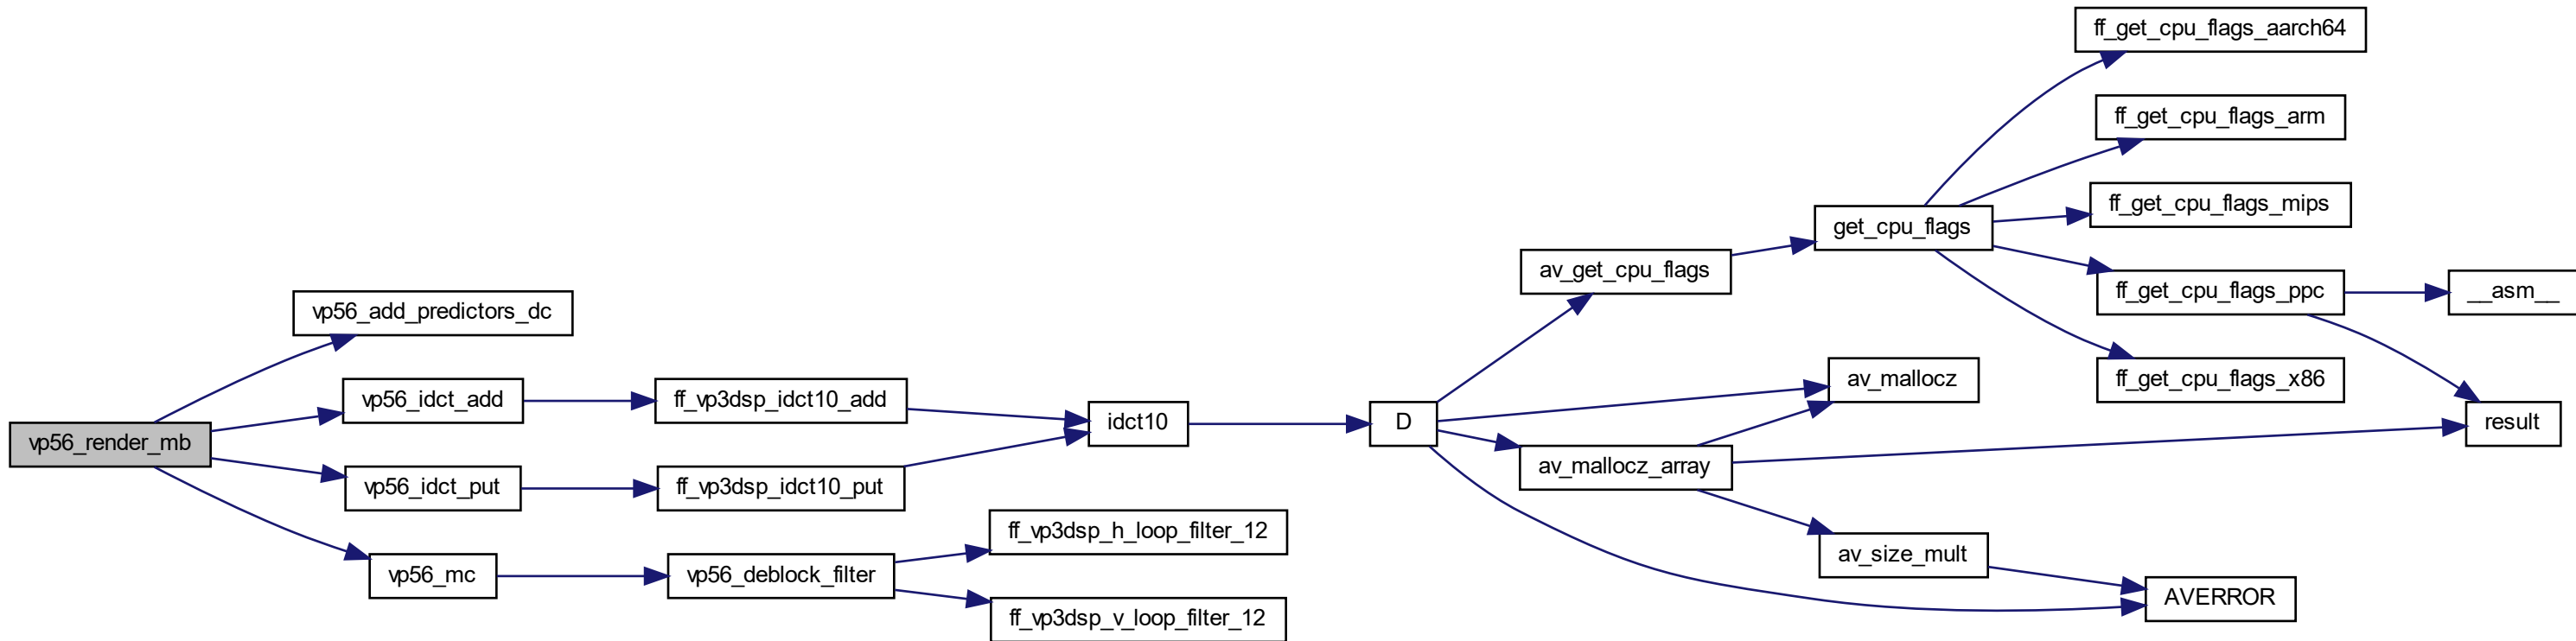 vp56_render_mb
vp56_add_predictors_dc
vp56_idct_add
vp56_idct_put
vp56_mc
ff_vp3dsp_idct10_add
ff_vp3dsp_idct10_put
vp56_deblock_filter
idct10
ff_vp3dsp_h_loop_filter_12
ff_vp3dsp_v_loop_filter_12
D
av_get_cpu_flags
av_mallocz_array
get_cpu_flags
av_mallocz
av_size_mult
ff_get_cpu_flags_aarch64
ff_get_cpu_flags_arm
ff_get_cpu_flags_mips
ff_get_cpu_flags_ppc
ff_get_cpu_flags_x86
AVERROR
__asm__
result